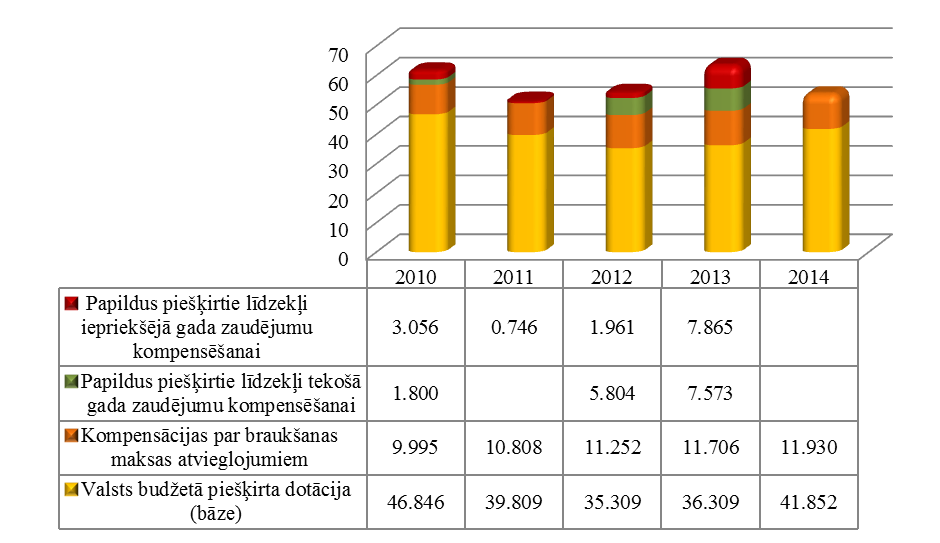 70
60
50
40
30
20
10
0
2010 2011 2012 2013 2014
Papildus piešķirtie līdzekļi
iepriekšējā gada zaudējumu
kompensēšanai
3.056 0.746 1.961 7.865
Papildus piešķirtie līdzekļi tekošā
gada zaudējumu kompensēšanai
1.800 5.804 7.573
Kompensācijas par braukšanas
maksas atvieglojumiem
9.995 10.808 11.252 11.706 11.930
Valsts budžetā piešķirta dotācija
(bāze)
46.846 39.809 35.309 36.309 41.852